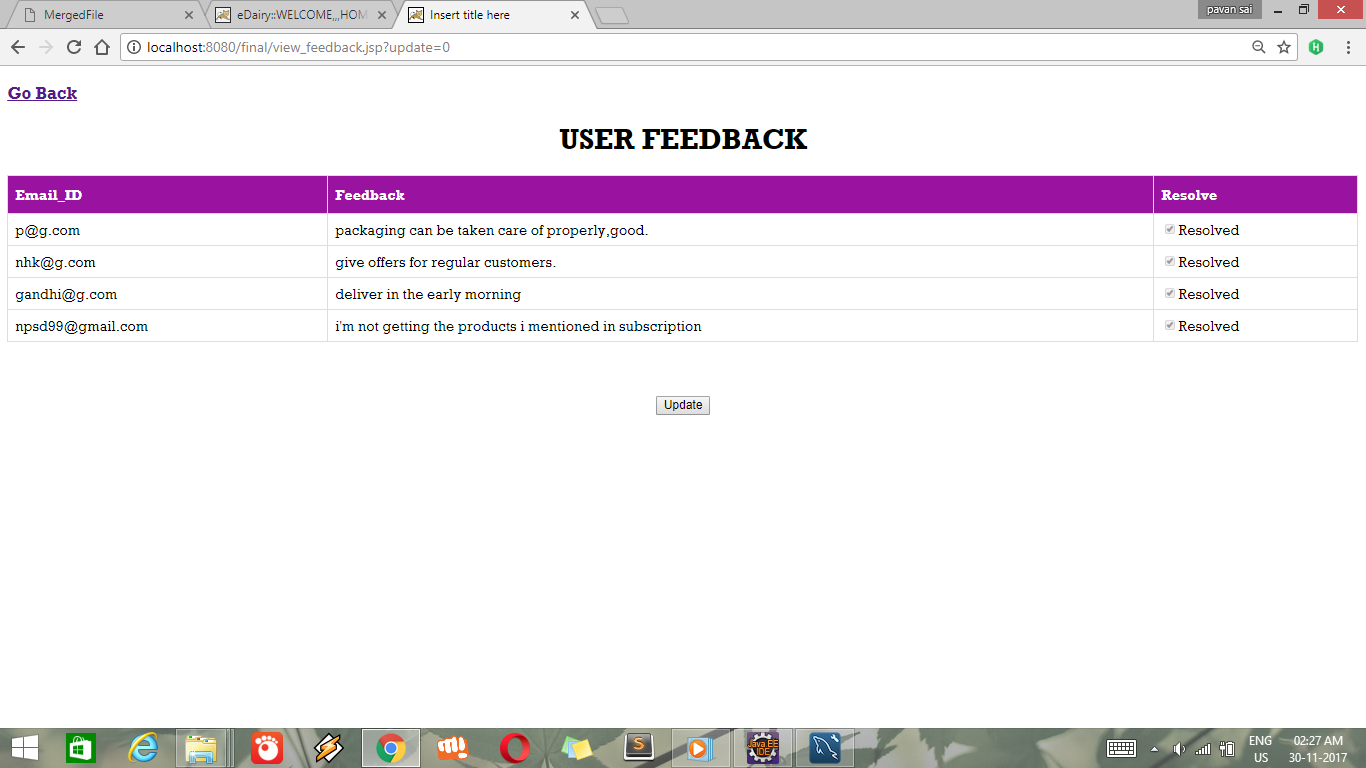 MergedFile
eDairy::WELCOME,,,HOM
Insert title here
pavan sai
localhost:8080/final/view_feedback.jsp?update=0
Go Back
USER FEEDBACK
Email_ID Feedback Resolve
p@g.com packaging can be taken care of properly,good. Resolved
nhk@g.com give offers for regular customers. Resolved
gandhi@g.com deliver in the early morning Resolved
npsd99@gmail.com i'm not getting the products i mentioned in subscription Resolved
Update
Java EE
IDE
ENG 02:27 AM
US 30-11-2017